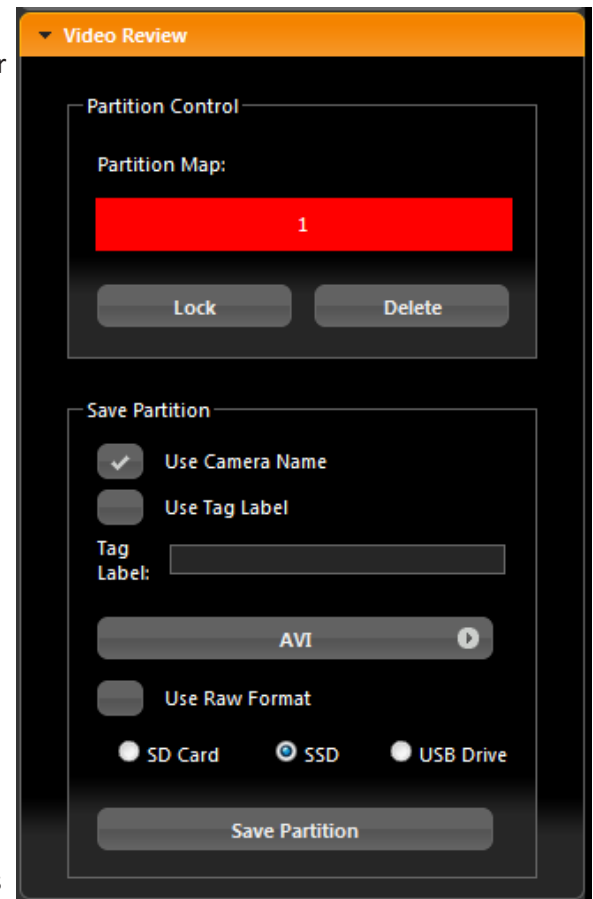 Video Review
r
Partition Control
Partition Map:
1
Lock Delete
Save Partition
Use Camera Name
Use Tag Label
Tag
Label:
AVI
Use Raw Format
SD Card SSD USB Drive
Save Partition
s